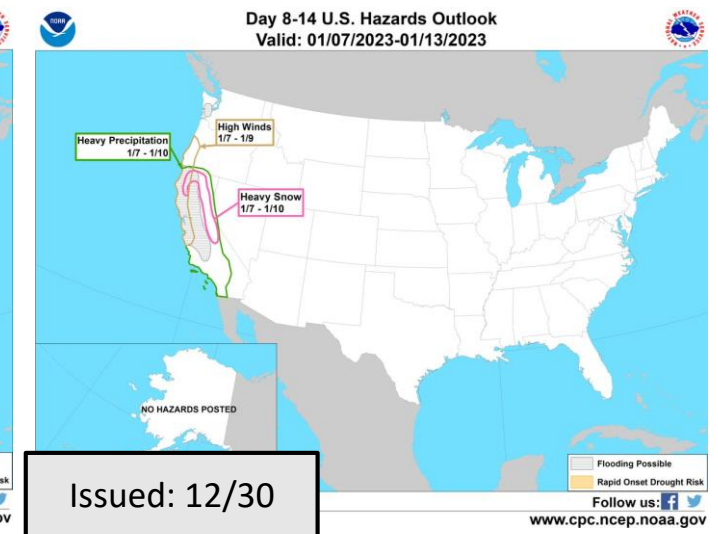 Day 8-14 U.S. Hazards Outlook
Valid: 01/07/2023-01/13/2023
NOAA
High Winds
1/7 - 1/9
Heavy Precipitation
1/7 - 1/10
Heavy Snow
1/7 - 1/10
NO HAZARDS POSTED
Flooding Possible
Rapid Onset Drought Risk
sk
Issued: 12/30
Follow us:
ov
www.cpc.ncep.noaa.gov